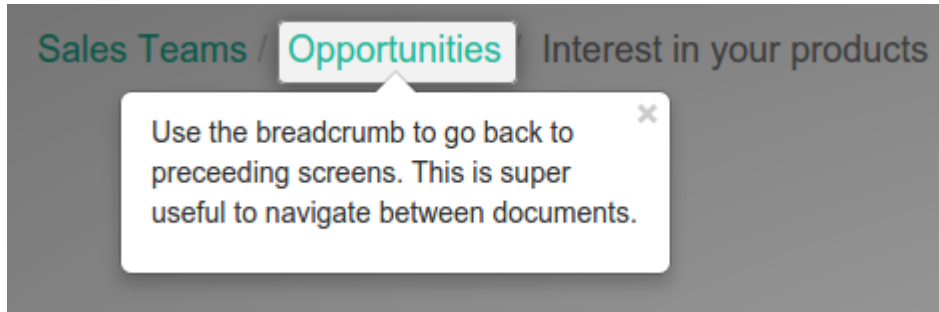 Sales Teams / Opportunities / Interest in your products
Use the breadcrumb to go back to
preceeding screens. This is super
useful to navigate between documents.
×